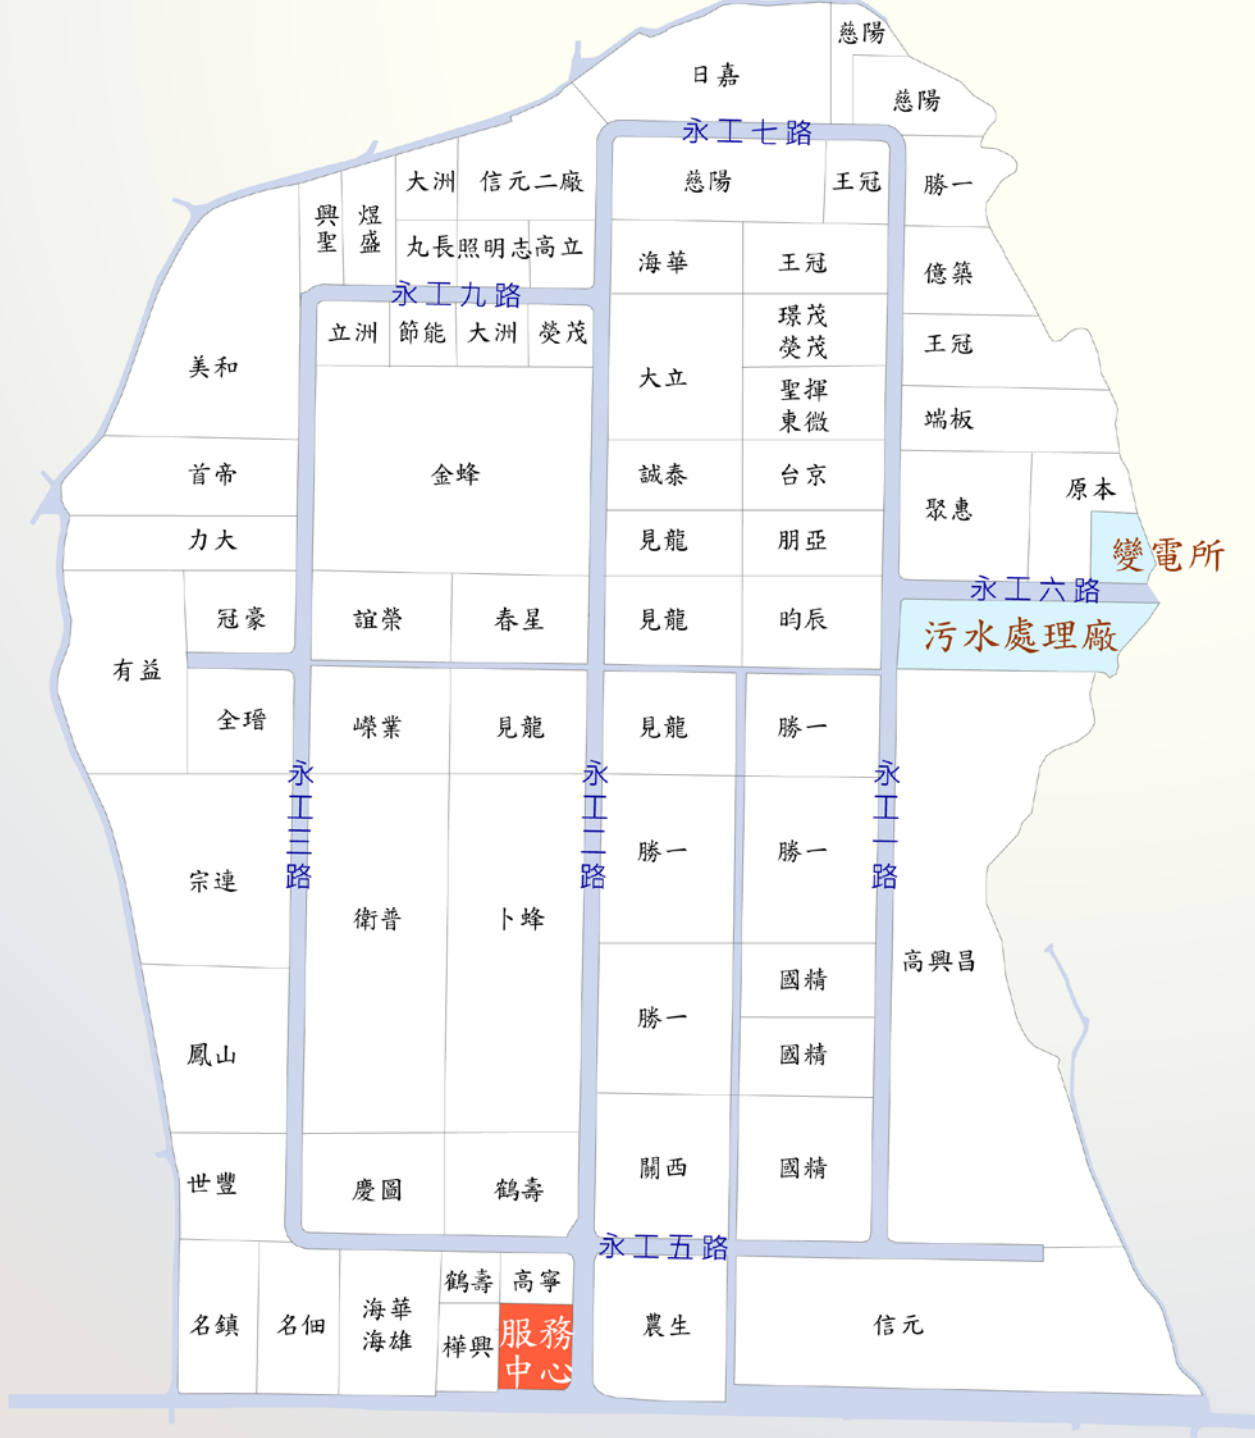 慈陽
日嘉
慈陽
永工七路
大洲
信元二廠
慈陽
王冠
勝一
興聖
煜盛
丸長
照明志
高立
海華
王冠
億築
永工九路
立洲
節能
大洲
熒茂
璟茂
熒茂
王冠
美和
大立
聖揮
東微
端板
首帝
金蜂
誠泰
台京
聚惠
原本
力大
見龍
朋亞
變電所
永工六路
冠豪
誼榮
春星
見龍
昀辰
污水處理廠
有益
全瑨
嶸業
見龍
見龍
勝一
永工三路
永工二路
永工一路
宗連
勝一
勝一
衛普
卜蜂
高興昌
國精
勝一
鳳山
國精
世豐
慶圖
鶴壽
關西
國精
永工五路
名鎮
名佃
海華
海雄
鶴壽
高寧
樺興
服務
中心
農生
信元